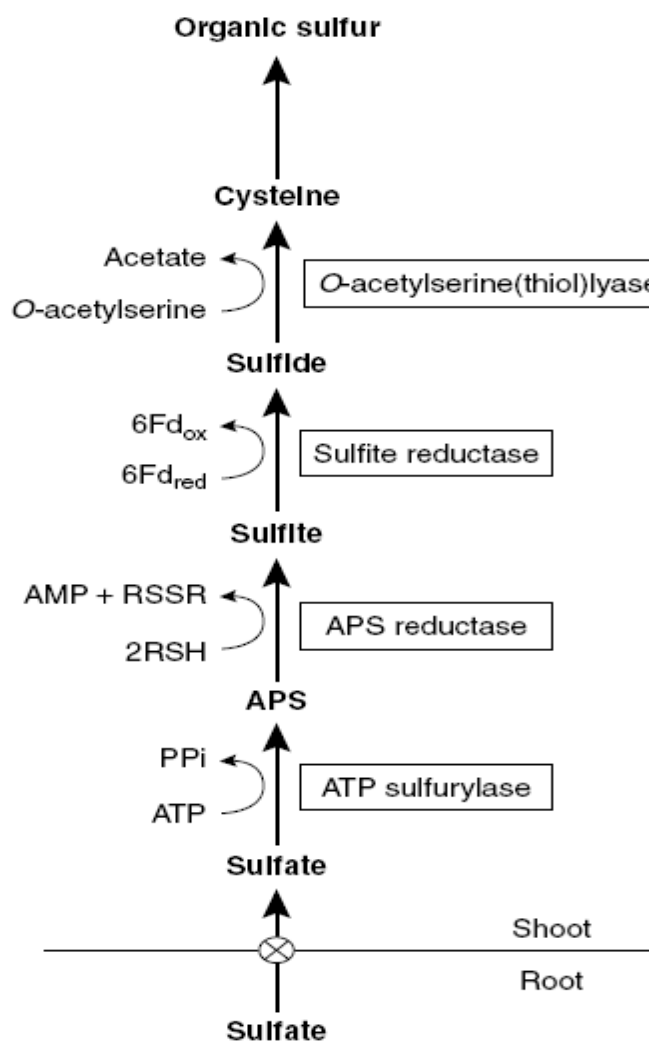 Organic sulfur
Cysteine
Acetate
O-acetylserine
O-acetylserine(thiol)lyase
Sulfide
6Fdox
6Fdred
Sulfite reductase
Sulfite
AMP + RSSR
2RSH
APS reductase
APS
PPi
ATP
ATP sulfurylase
Sulfate
Shoot
Root
Sulfate